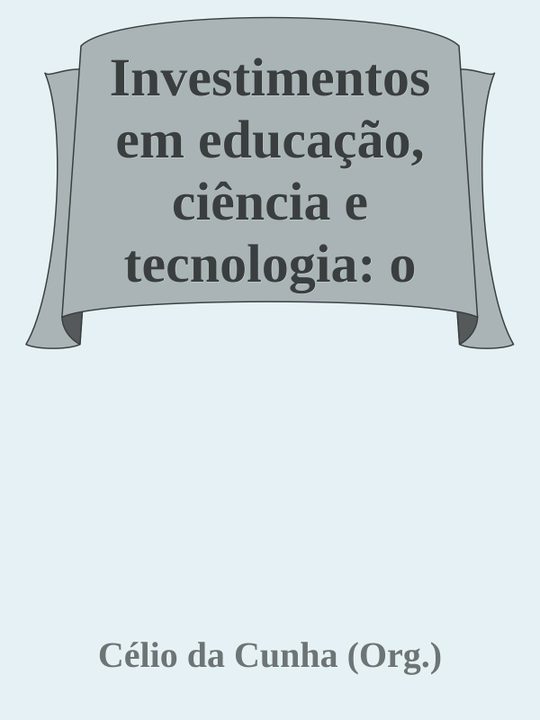 Investimentos
em educação,
ciência e
tecnologia: o
Célio da Cunha (Org.)